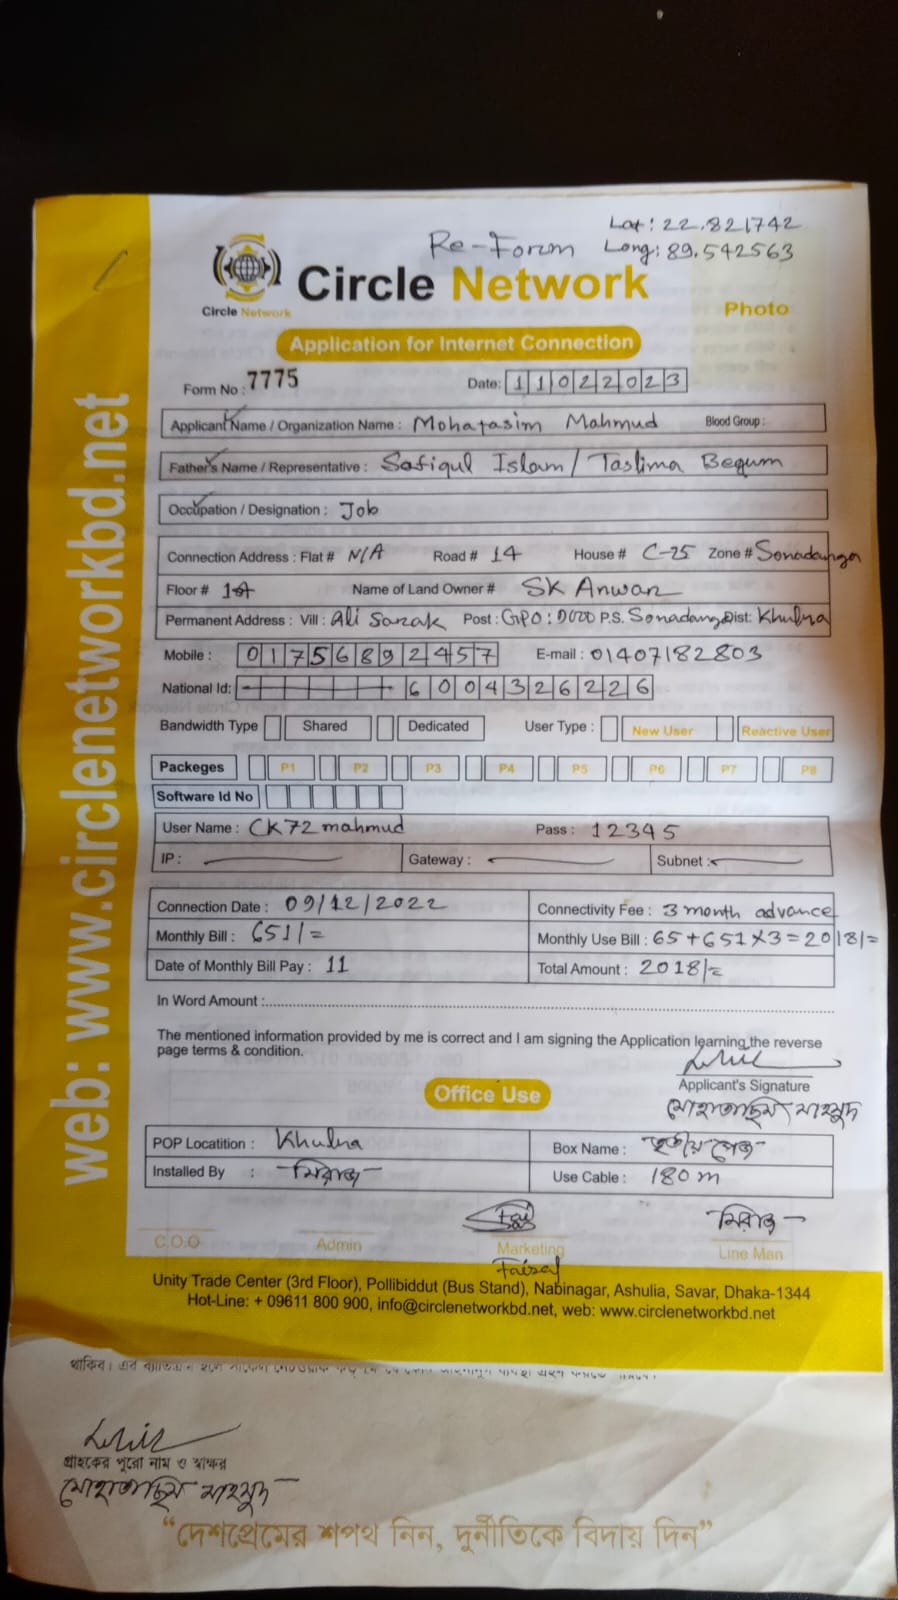 Lat: 22.821742
Re-Form Long: 89.542563
Circle Network
Circle Network
Photo
Application for Internet Connection
Form No : 7775 Date: 11022023
Applicant Name / Organization Name : Mohatasim Mahmud Blood Group :
Father's Name / Representative : Safiqul Islam / Taslima Begum
Occupation / Designation : Job
Connection Address : Flat # N/A Road # 14 House # C-25 Zone # Sonadanga
Floor # 1st Name of Land Owner # SK Anwar
Permanent Address : Vill : Ali Sarak Post : GPO: 9000 P.S. Sonadanga Dist: Khulna
Mobile : 01756892457 E-mail : 01407182803
National Id: 6004326226
Bandwidth Type Shared Dedicated User Type : New User Reactive User
Packeges P1 P2 P3 P4 P5 P6 P7 P8
Software Id No
User Name : CK72mahmud Pass : 12345
IP : Gateway : Subnet :
Connection Date : 09/12/2022 Connectivity Fee : 3 month advance
Monthly Bill : 651/= Monthly Use Bill : 65+651×3=2018/=
Date of Monthly Bill Pay : 11 Total Amount : 2018/=
In Word Amount :
The mentioned information provided by me is correct and I am signing the Application learning the reverse
page terms & condition.
Applicant's Signature
মোহাতাছিম মাহমুদ
Office Use
POP Locatition : Khulna Box Name : তৃতীয় পেজ
Installed By : মিরাজ Use Cable : 180 m
মিরাজ
C.O.O Admin Marketing Line Man
Faisal
Unity Trade Center (3rd Floor), Pollibiddut (Bus Stand), Nabinagar, Ashulia, Savar, Dhaka-1344
Hot-Line: + 09611 800 900, info@circlenetworkbd.net, web: www.circlenetworkbd.net
web: www.circlenetworkbd.net
গ্রাহকের পুরো নাম ও স্বাক্ষর
মোহাতাছিম মাহমুদ
“দেশপ্রেমের শপথ নিন, দুর্নীতিকে বিদায় দিন”